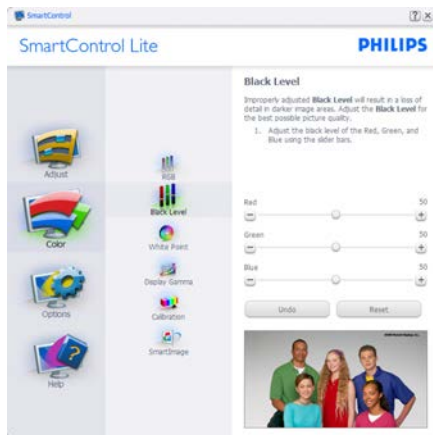 SmartControl
SmartControl Lite
PHILIPS
Adjust
Color
Options
Help
RGB
Black Level
White Point
Display Gamma
Calibration
SmartImage
Black Level
Improperly adjusted Black Level will result in a loss of
detail in darker image areas. Adjust the Black Level for
the best possible picture quality.
1. Adjust the black level of the Red, Green, and
Blue using the slider bars.
Red 50
Green 50
Blue 50
Undo
Reset